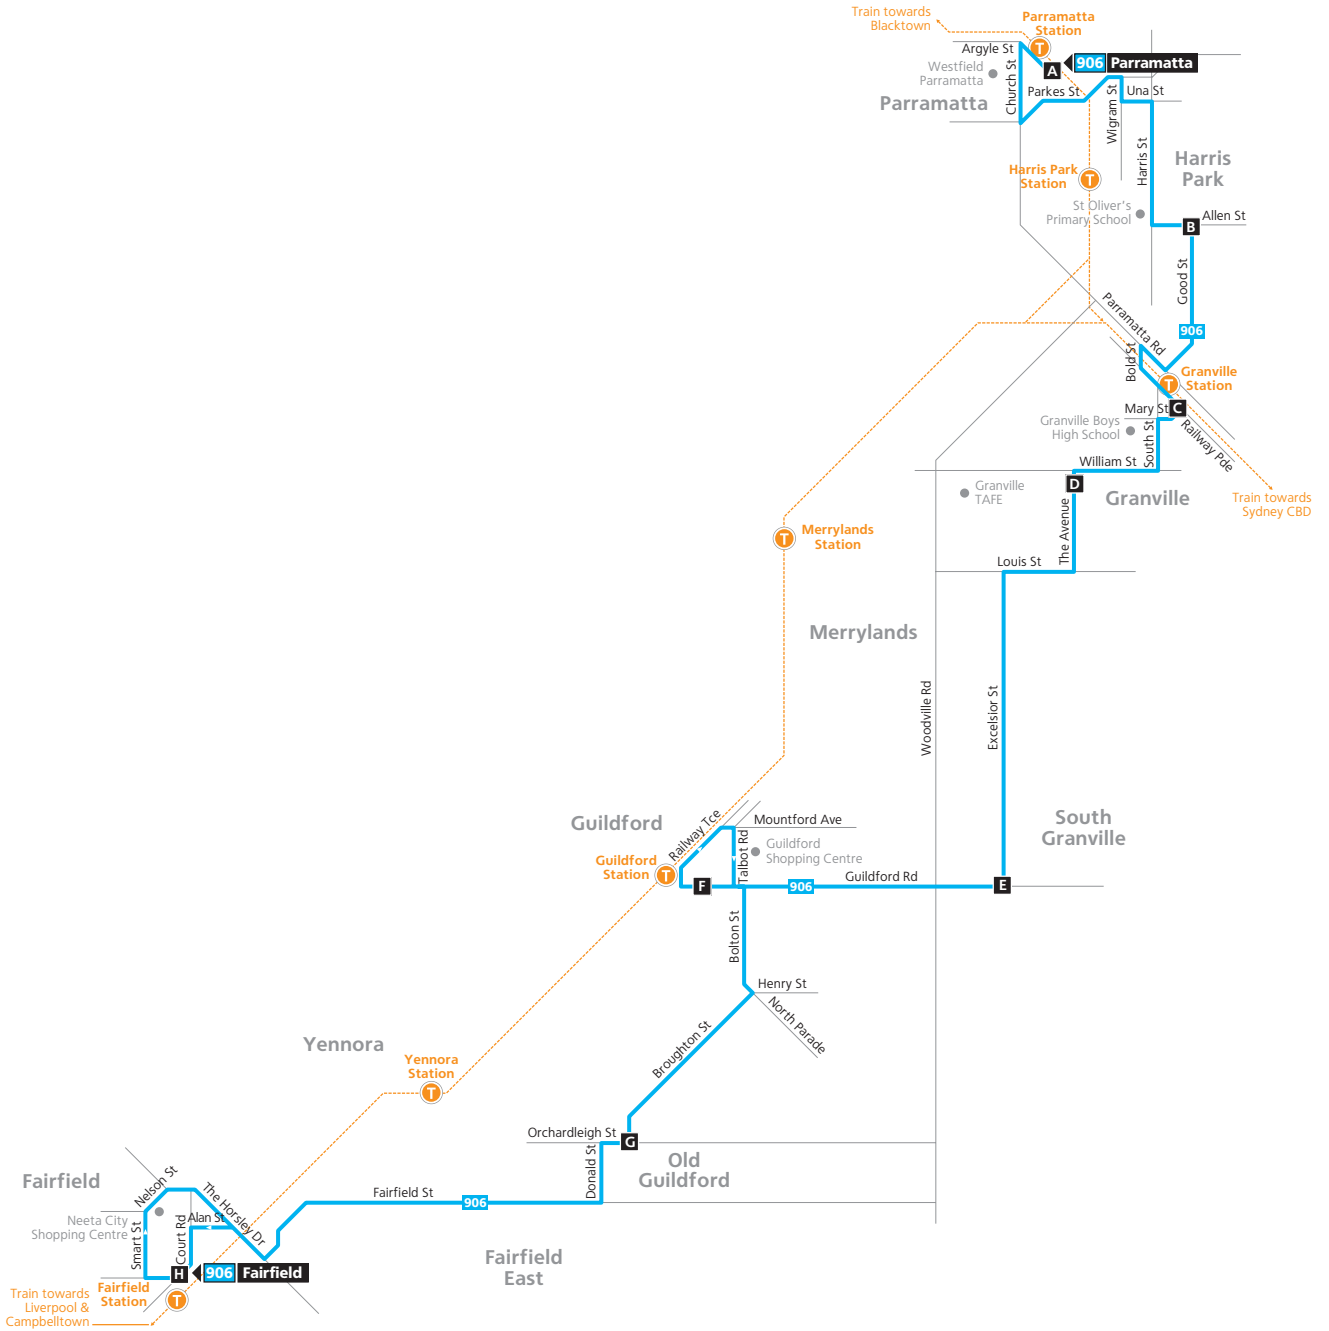 Train towards
Blacktown
Parramatta
Station
T
Argyle St
A
906 Parramatta
Westfield
Parramatta
Church St
Parkes St
Wigram St
Una St
Parramatta
Harris St
Harris
Park
Harris Park
Station
T
St Oliver's
Primary School
B
Allen St
Good St
906
Parramatta Rd
Bold St
Granville
Station
T
Mary St
C
Granville Boys
High School
South St
Railway Pde
William St
D
Granville
TAFE
Granville
Train towards
Sydney CBD
The Avenue
Merrylands
Station
T
Louis St
Merrylands
Woodville Rd
Excelsior St
South
Granville
Guildford
Railway Tce
Mountford Ave
Talbot Rd
Guildford
Shopping Centre
Guildford
Station
T
F
906
Guildford Rd
E
Bolton St
Henry St
North Parade
Broughton St
Yennora
Yennora
Station
T
Orchardleigh St
G
Old
Guildford
Donald St
Fairfield
Nelson St
The Horsley Dr
Fairfield St
906
Neeta City
Shopping Centre
Alan St
Smart St
Court Rd
Fairfield
East
H
906 Fairfield
Fairfield
Station
T
Train towards
Liverpool &
Campbelltown